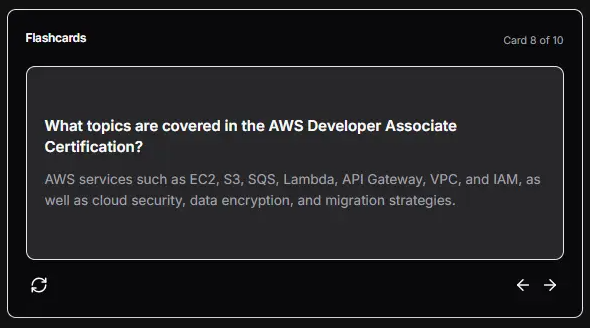 Flashcards
Card 8 of 10
What topics are covered in the AWS Developer Associate
Certification?
AWS services such as EC2, S3, SQS, Lambda, API Gateway, VPC, and IAM, as
well as cloud security, data encryption, and migration strategies.